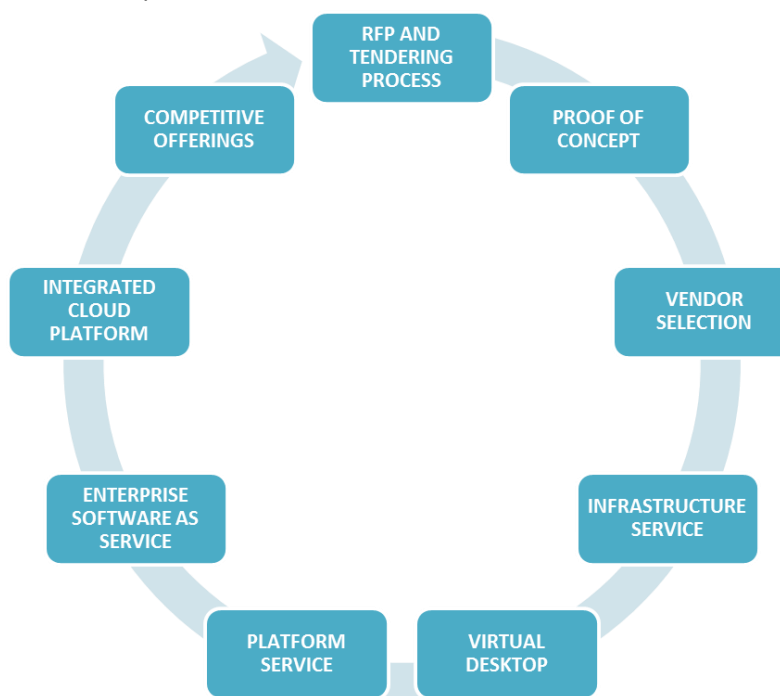 RFP AND
TENDERING
PROCESS
PROOF OF
CONCEPT
VENDOR
SELECTION
INFRASTRUCTURE
SERVICE
VIRTUAL
DESKTOP
PLATFORM
SERVICE
ENTERPRISE
SOFTWARE AS
SERVICE
INTEGRATED
CLOUD
PLATFORM
COMPETITIVE
OFFERINGS